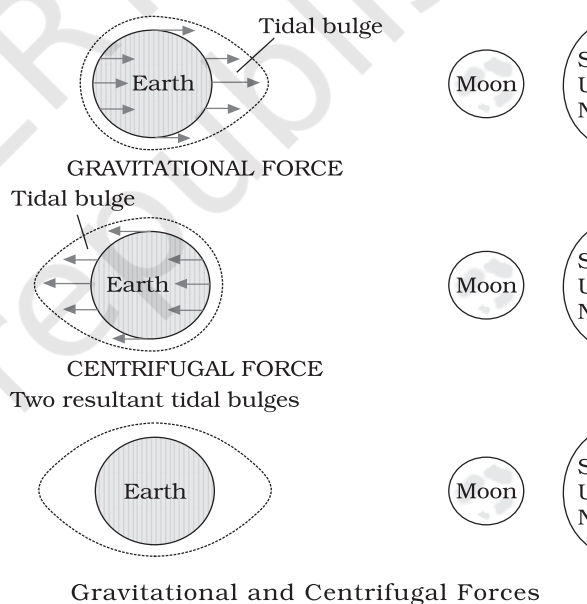 Tidal bulge
Earth
Moon
S
U
N
GRAVITATIONAL FORCE
Tidal bulge
Earth
Moon
S
U
N
CENTRIFUGAL FORCE
Two resultant tidal bulges
Earth
Moon
S
U
N
Gravitational and Centrifugal Forces